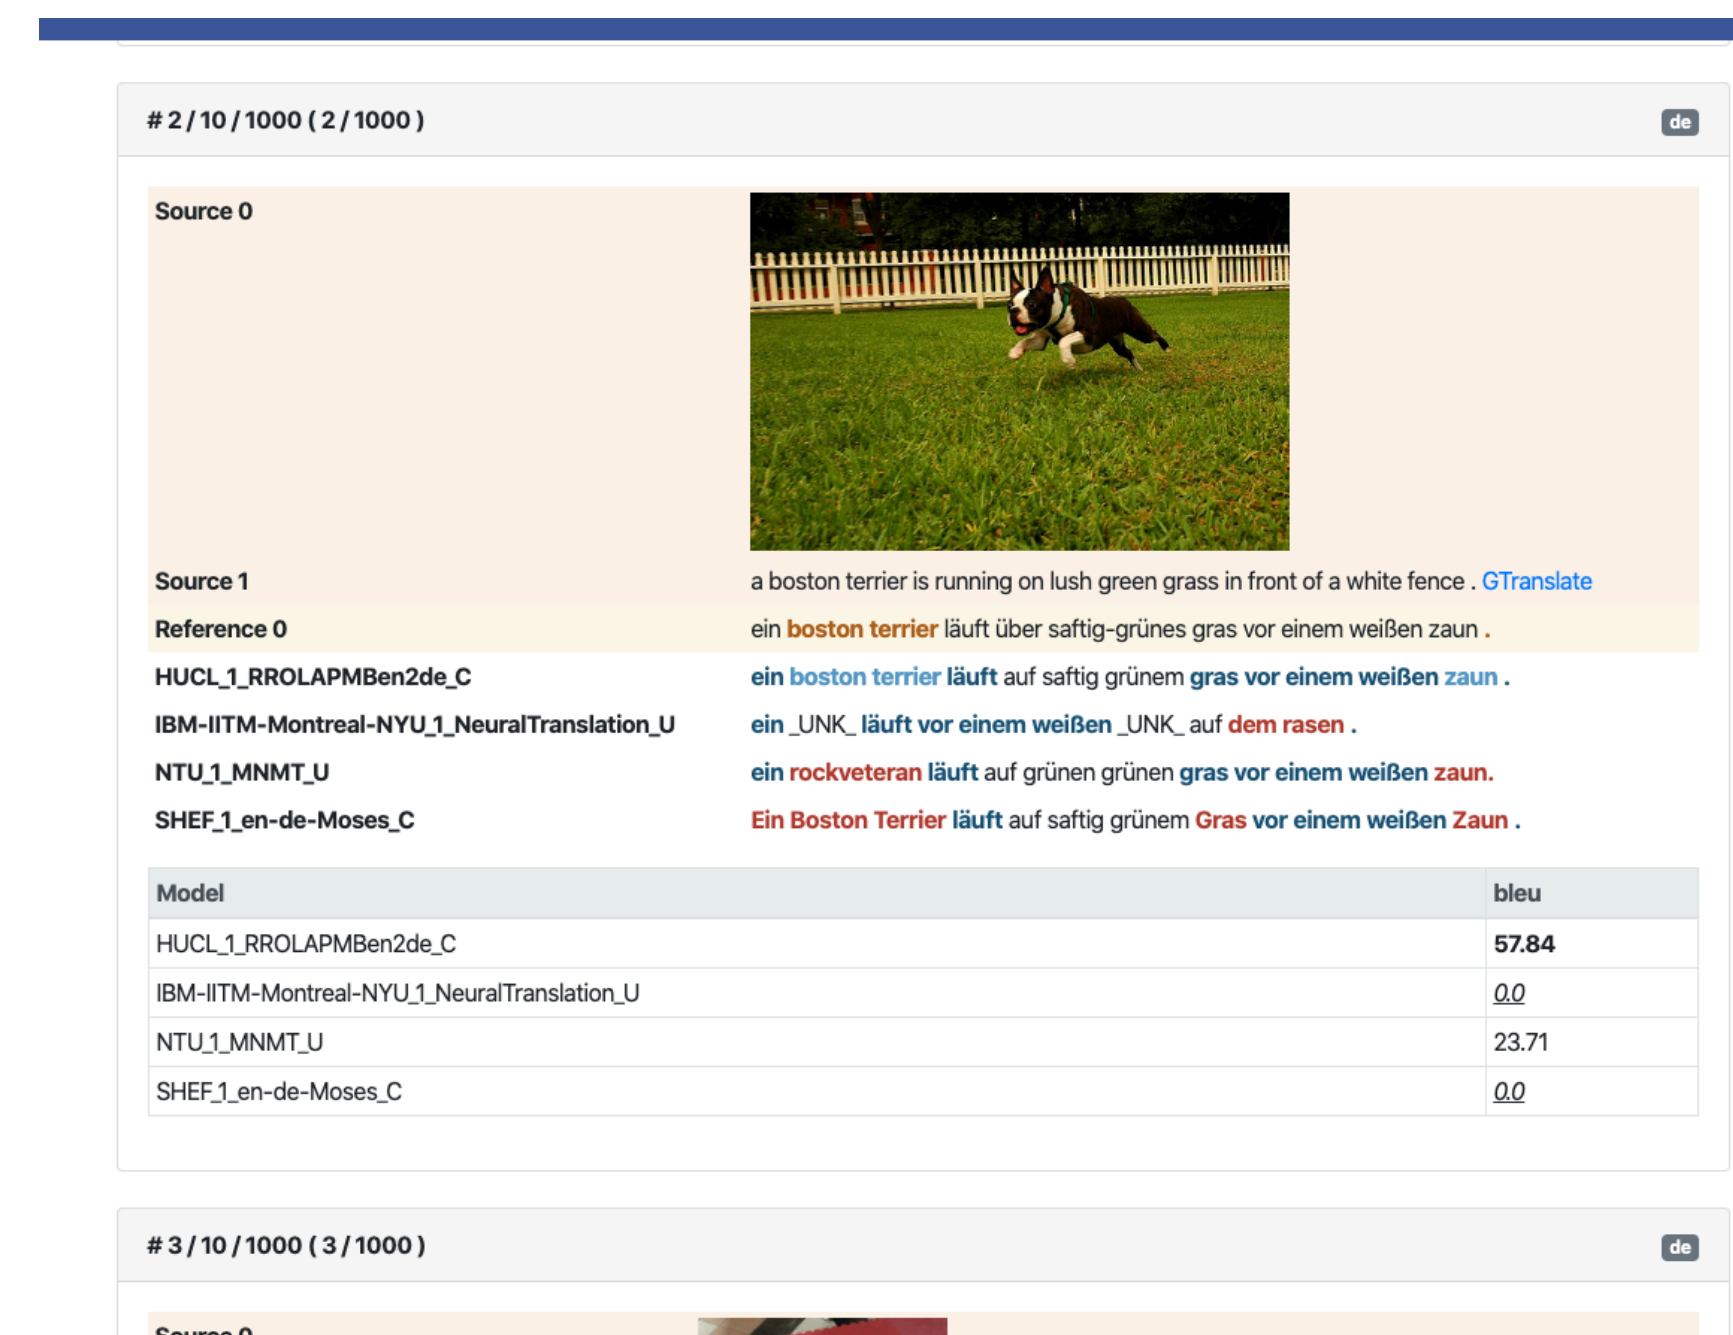 # 2 / 10 / 1000 ( 2 / 1000 ) de
Source 0
Source 1 a boston terrier is running on lush green grass in front of a white fence . GTranslate
Reference 0 ein boston terrier läuft über saftig-grünes gras vor einem weißen zaun .
HUCL_1_RROLAPMBen2de_C ein boston terrier läuft auf saftig grünem gras vor einem weißen zaun .
IBM-IITM-Montreal-NYU_1_NeuralTranslation_U ein _UNK_ läuft vor einem weißen _UNK_ auf dem rasen .
NTU_1_MNMT_U ein rockveteran läuft auf grünen grünen gras vor einem weißen zaun.
SHEF_1_en-de-Moses_C Ein Boston Terrier läuft auf saftig grünem Gras vor einem weißen Zaun .
Model bleu
HUCL_1_RROLAPMBen2de_C 57.84
IBM-IITM-Montreal-NYU_1_NeuralTranslation_U 0.0
NTU_1_MNMT_U 23.71
SHEF_1_en-de-Moses_C 0.0
# 3 / 10 / 1000 ( 3 / 1000 ) de
Source 0